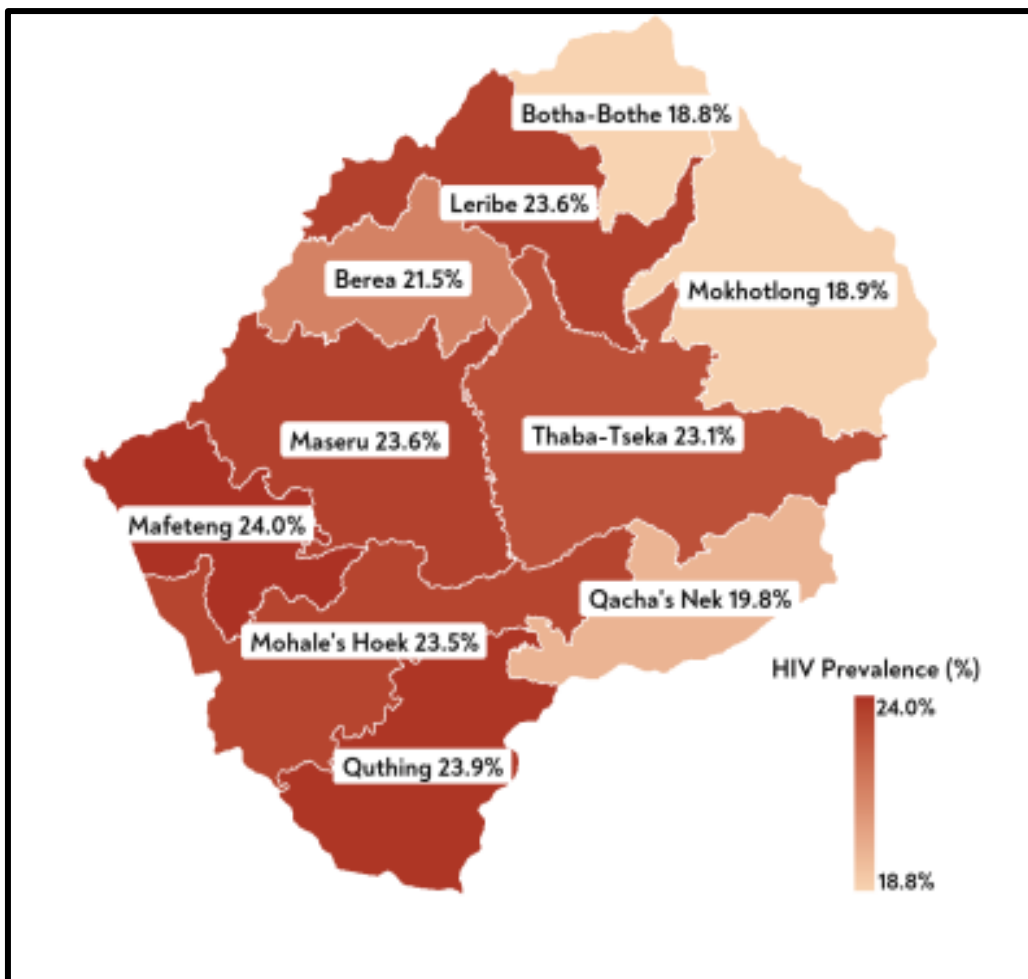 Botha-Bothe 18.8%
Leribe 23.6%
Berea 21.5%
Mokhotlong 18.9%
Maseru 23.6%
Thaba-Tseka 23.1%
Mafeteng 24.0%
Qacha's Nek 19.8%
Mohale's Hoek 23.5%
Quthing 23.9%
HIV Prevalence (%)
24.0%
18.8%